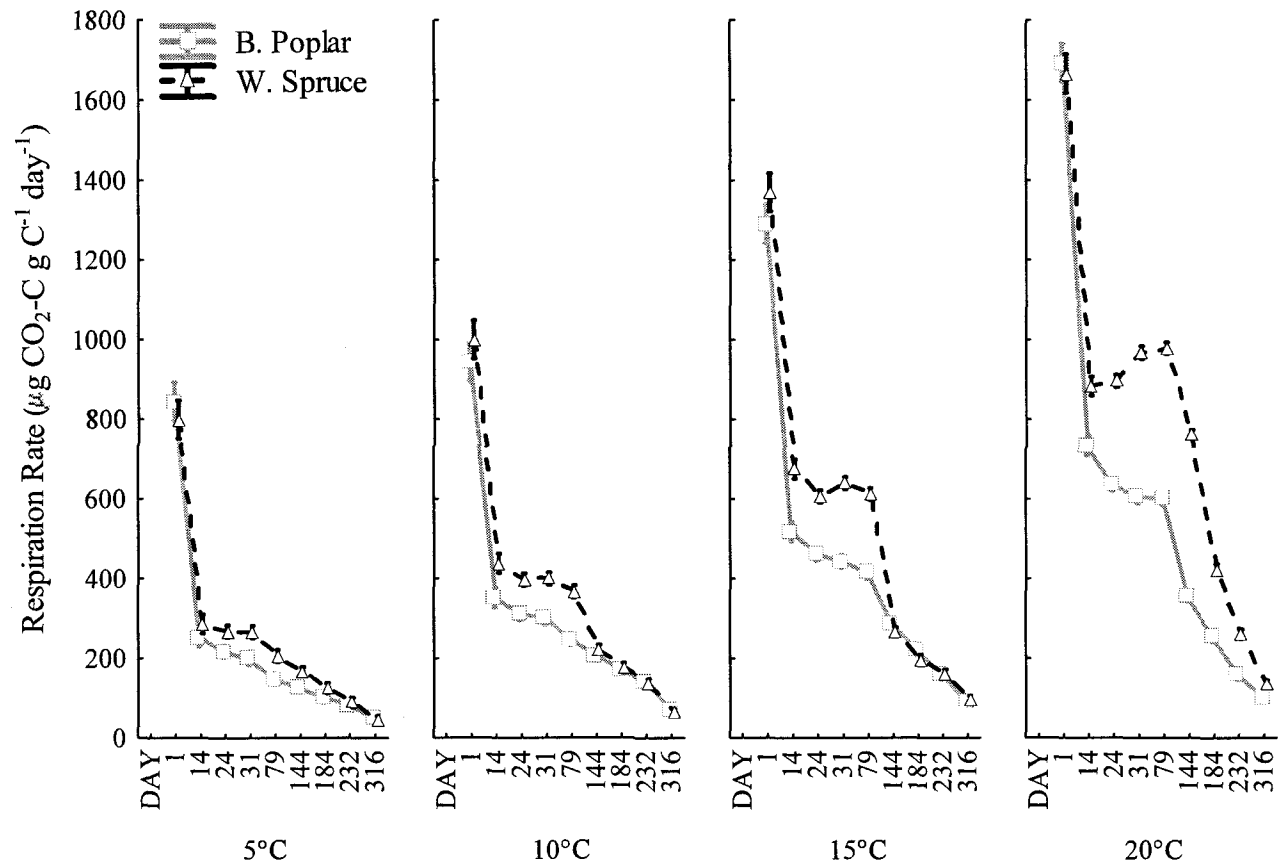 Respiration Rate (μg CO₂-C g C⁻¹ day⁻¹)
1800
1600
1400
1200
1000
800
600
400
200
0
B. Poplar
W. Spruce
DAY 1 14 24 31 79 144 184 232 316
DAY 1 14 24 31 79 144 184 232 316
DAY 1 14 24 31 79 144 184 232 316
DAY 1 14 24 31 79 144 184 232 316
5°C 10°C 15°C 20°C